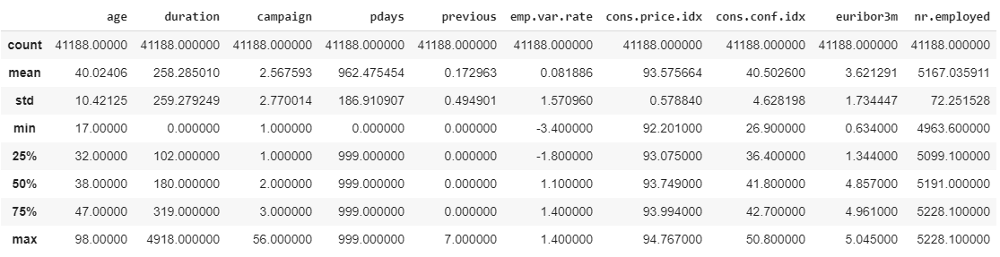 age duration campaign pdays previous emp.var.rate cons.price.idx cons.conf.idx euribor3m nr.employed
count 41188.00000 41188.000000 41188.000000 41188.000000 41188.000000 41188.000000 41188.000000 41188.000000 41188.000000 41188.000000
mean 40.02406 258.285010 2.567593 962.475454 0.172963 0.081886 93.575664 40.502600 3.621291 5167.035911
std 10.42125 259.279249 2.770014 186.910907 0.494901 1.570960 0.578840 4.628198 1.734447 72.251528
min 17.00000 0.000000 1.000000 0.000000 0.000000 -3.400000 92.201000 26.900000 0.634000 4963.600000
25% 32.00000 102.000000 1.000000 999.000000 0.000000 -1.800000 93.075000 36.400000 1.344000 5099.100000
50% 38.00000 180.000000 2.000000 999.000000 0.000000 1.100000 93.749000 41.800000 4.857000 5191.000000
75% 47.00000 319.000000 3.000000 999.000000 0.000000 1.400000 93.994000 42.700000 4.961000 5228.100000
max 98.00000 4918.000000 56.000000 999.000000 7.000000 1.400000 94.767000 50.800000 5.045000 5228.100000